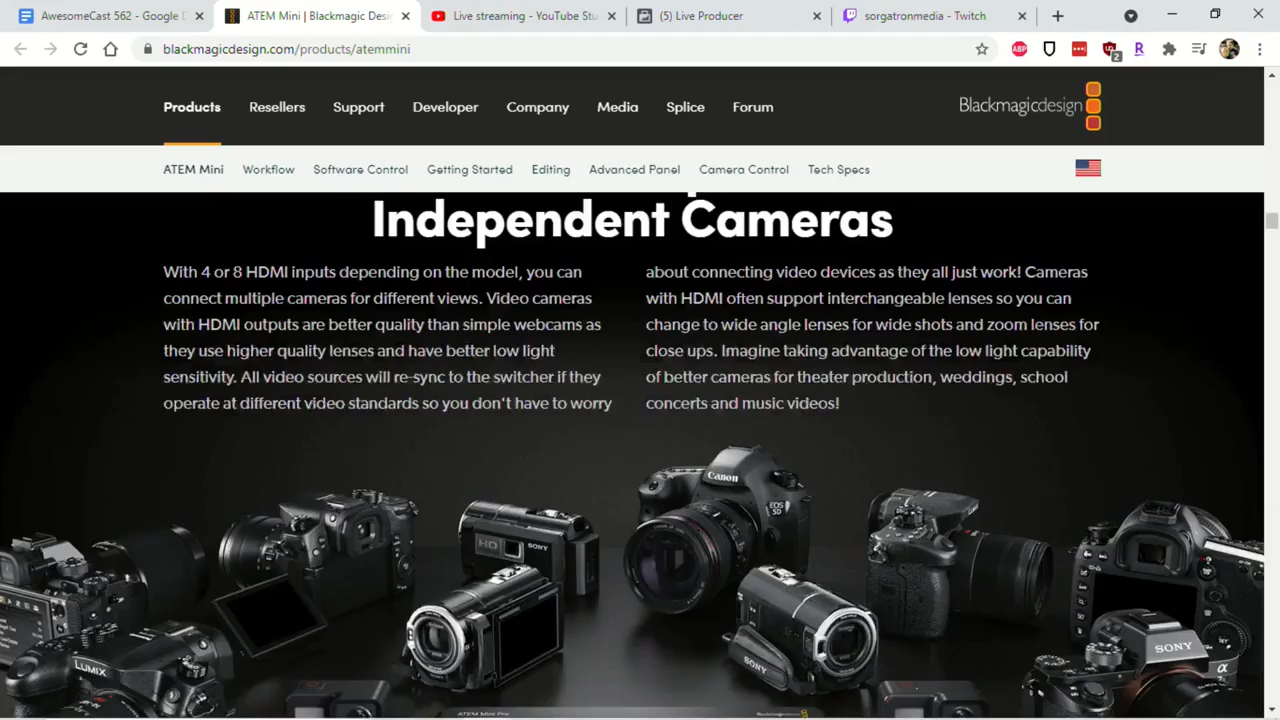 AwesomeCast 562 - Google D
ATEM Mini | Blackmagic Desi
Live streaming - YouTube Stu
(5) Live Producer
sorgatronmedia - Twitch
blackmagicdesign.com/products/atemmini
ABP
2
R
Products
Resellers
Support
Developer
Company
Media
Splice
Forum
Blackmagicdesign
ATEM Mini
Workflow
Software Control
Getting Started
Editing
Advanced Panel
Camera Control
Tech Specs
Independent Cameras
With 4 or 8 HDMI inputs depending on the model, you can
connect multiple cameras for different views. Video cameras
with HDMI outputs are better quality than simple webcams as
they use higher quality lenses and have better low light
sensitivity. All video sources will re-sync to the switcher if they
operate at different video standards so you don't have to worry
about connecting video devices as they all just work! Cameras
with HDMI often support interchangeable lenses so you can
change to wide angle lenses for wide shots and zoom lenses for
close ups. Imagine taking advantage of the low light capability
of better cameras for theater production, weddings, school
concerts and music videos!
Canon
EOS
5D
HD
SONY
SONY
SONY
α
LUMIX
ATEM Mini Pro